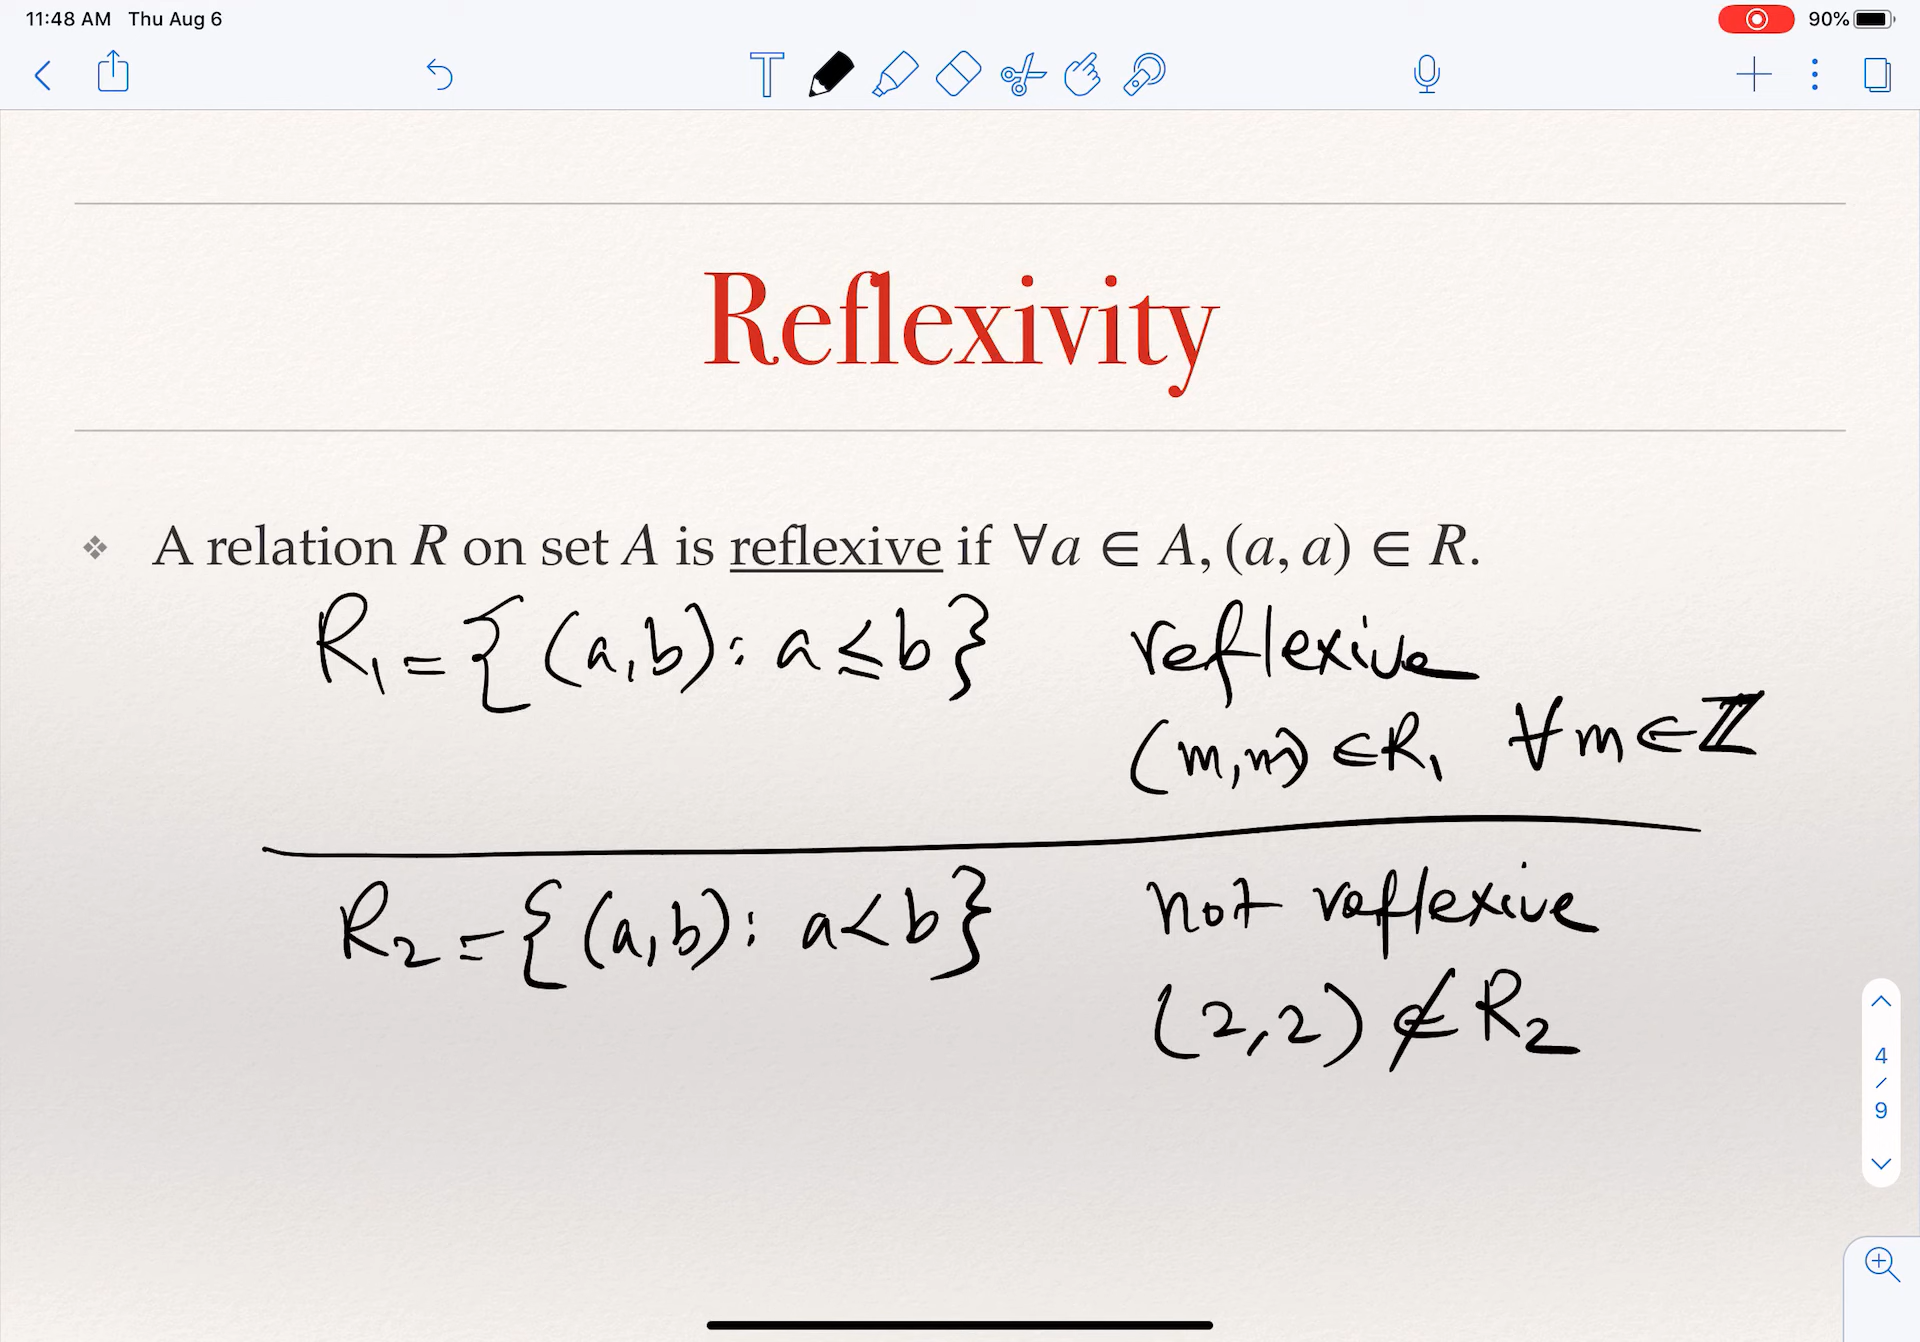 11:48 AM Thu Aug 6
90%
T
Reflexivity
❖ A relation R on set A is reflexive if ∀a ∈ A, (a, a) ∈ R.
R₁ = { (a,b): a ≤ b} reflexive
(m,m) ∈ R₁ ∀m ∈ ℤ
R₂ = {(a,b): a < b} not reflexive
(2,2) ∉ R₂
4
/
9